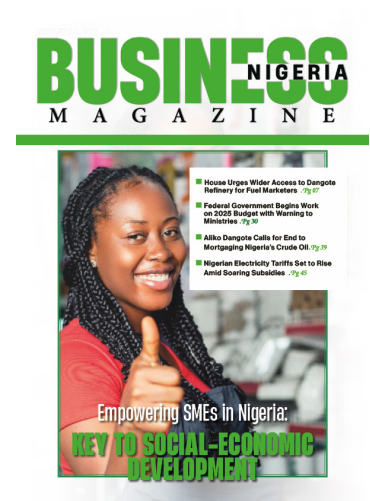 BUSINESS
NIGERIA
MAGAZINE
House Urges Wider Access to Dangote
Refinery for Fuel Marketers .Pg 07
Federal Government Begins Work
on 2025 Budget with Warning to
Ministries .Pg 30
Aliko Dangote Calls for End to
Mortgaging Nigeria's Crude Oil.Pg 39
Nigerian Electricity Tariffs Set to Rise
Amid Soaring Subsidies .Pg 45
Empowering SMEs in Nigeria:
KEY TO SOCIAL-ECONOMIC
DEVELOPMENT